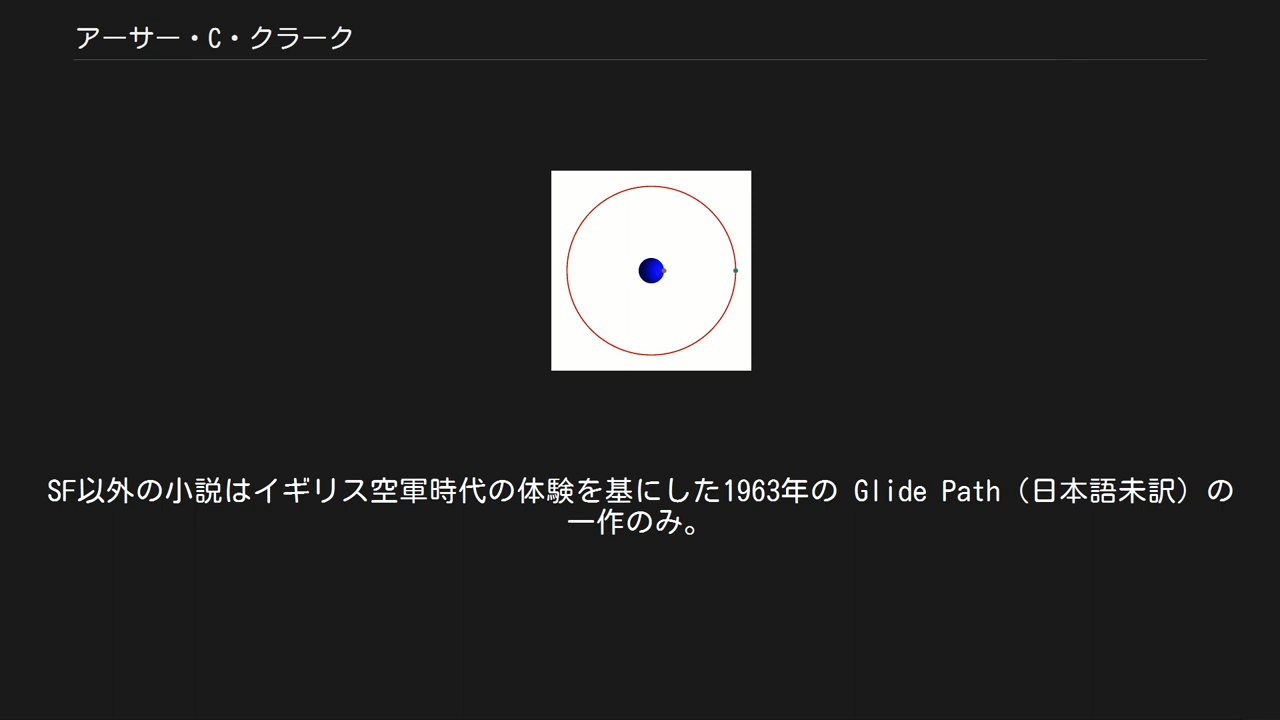 アーサー・C・クラーク
SF以外の小説はイギリス空軍時代の体験を基にした1963年の Glide Path（日本語未訳）の
一作のみ。